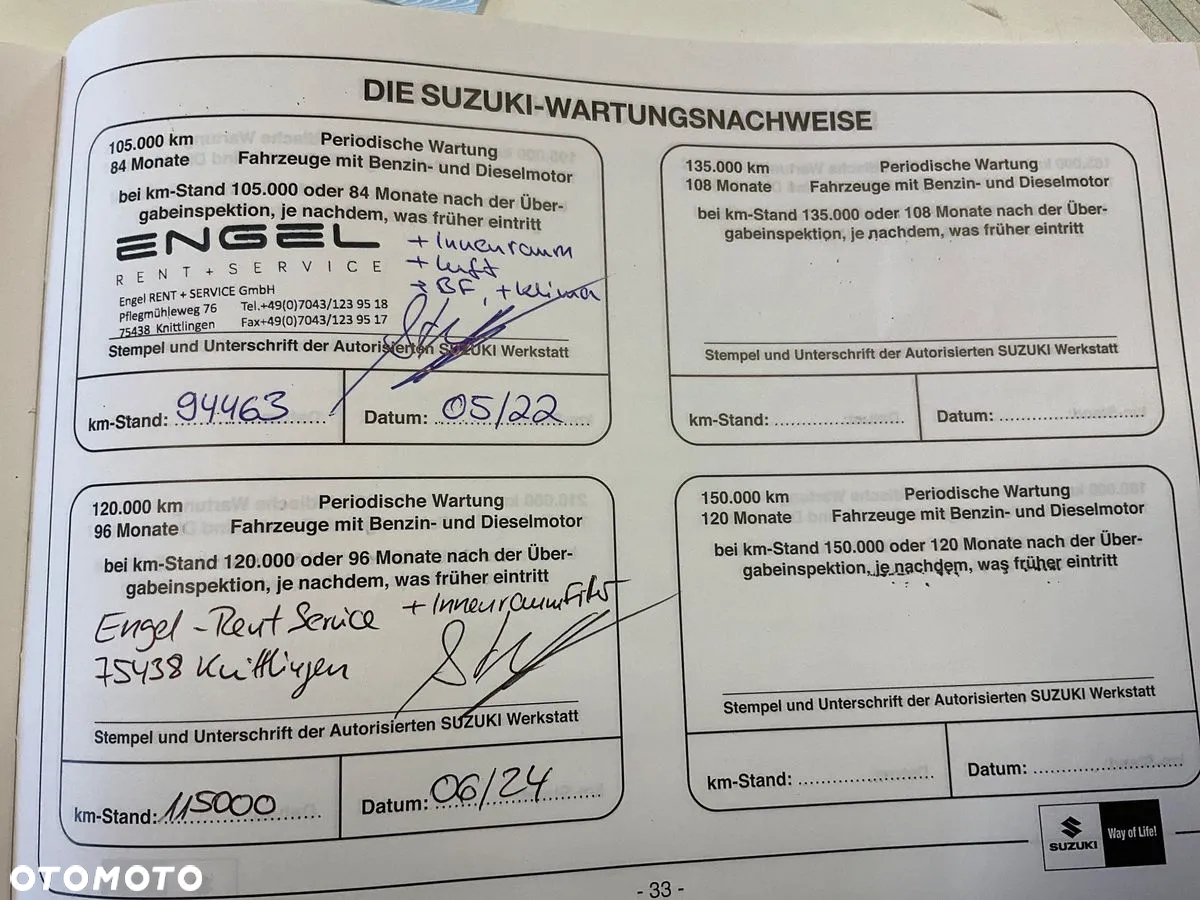 DIE SUZUKI-WARTUNGSNACHWEISE
105.000 km
84 Monate
Periodische Wartung
Fahrzeuge mit Benzin- und Dieselmotor
bei km-Stand 105.000 oder 84 Monate nach der Über-
gabeinspektion, je nachdem, was früher eintritt
ENGEL
RENT + SERVICE
Engel RENT + SERVICE GmbH
Pflegmühleweg 76 Tel.+49(0)7043/123 95 18
75438 Knittlingen Fax+49(0)7043/123 95 17
+ Innenraum
+ Luft
→ BF, + Klima
Stempel und Unterschrift der Autorisierten SUZUKI Werkstatt
km-Stand: 94463 Datum: 05/22
135.000 km
108 Monate
Periodische Wartung
Fahrzeuge mit Benzin- und Dieselmotor
bei km-Stand 135.000 oder 108 Monate nach der Über-
gabeinspektion, je nachdem, was früher eintritt
Stempel und Unterschrift der Autorisierten SUZUKI Werkstatt
km-Stand: Datum:
120.000 km
96 Monate
Periodische Wartung
Fahrzeuge mit Benzin- und Dieselmotor
bei km-Stand 120.000 oder 96 Monate nach der Über-
gabeinspektion, je nachdem, was früher eintritt
Engel - Rent Service + Innenraumfilter
75438 Knittlingen
Stempel und Unterschrift der Autorisierten SUZUKI Werkstatt
km-Stand: 115000 Datum: 06/24
150.000 km
120 Monate
Periodische Wartung
Fahrzeuge mit Benzin- und Dieselmotor
bei km-Stand 150.000 oder 120 Monate nach der Über-
gabeinspektion, je nachdem, was früher eintritt
Stempel und Unterschrift der Autorisierten SUZUKI Werkstatt
km-Stand: Datum:
SUZUKI Way of Life!
- 33 -
OTOMOTO